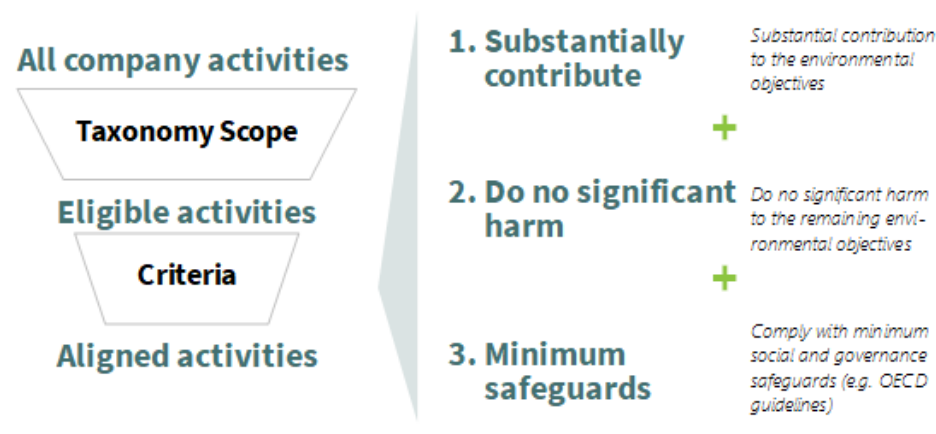 All company activities
Taxonomy Scope
Eligible activities
Criteria
Aligned activities
1. Substantially
contribute
Substantial contribution
to the environmental
objectives
+
2. Do no significant
harm
Do no significant harm
to the remaining envi-
ronmental objectives
+
3. Minimum
safeguards
Comply with minimum
social and governance
safeguards (e.g. OECD
guidelines)